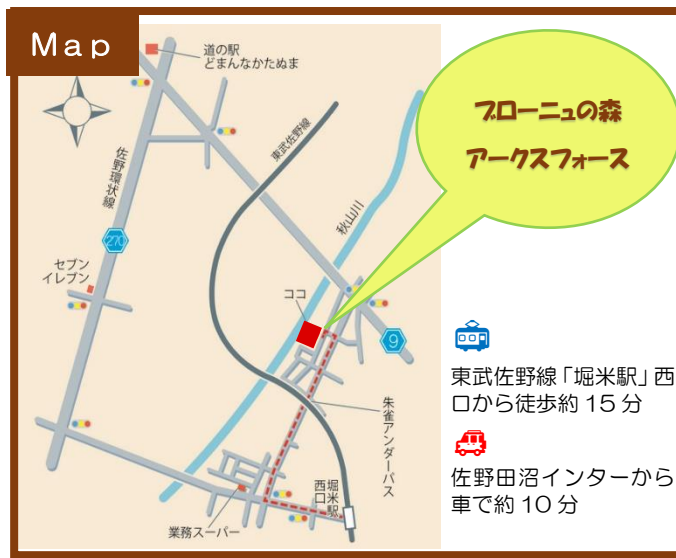 Map
道の駅
どまんなかたぬま
ブローニュの森
アークスフォース
東武佐野線
佐野環状線
秋山川
270
セブン
イレブン
ココ
9
朱雀アンダーパス
堀米駅
西口
業務スーパー
東武佐野線「堀米駅」西
口から徒歩約 15 分
佐野田沼インターから
車で約 10 分